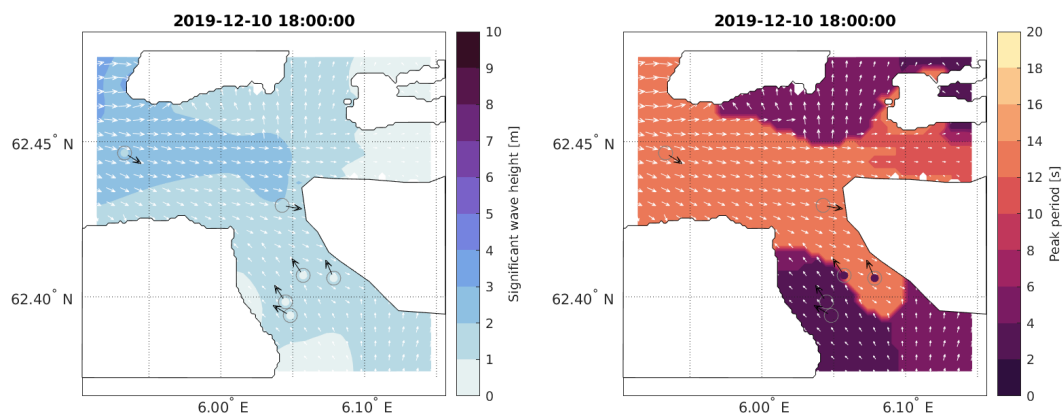 2019-12-10 18:00:00
62.45° N
62.40° N
6.00° E
6.10° E
10
9
8
7
6
5
4
3
2
1
0
Significant wave height [m]
2019-12-10 18:00:00
62.45° N
62.40° N
6.00° E
6.10° E
20
18
16
14
12
10
8
6
4
2
0
Peak period [s]